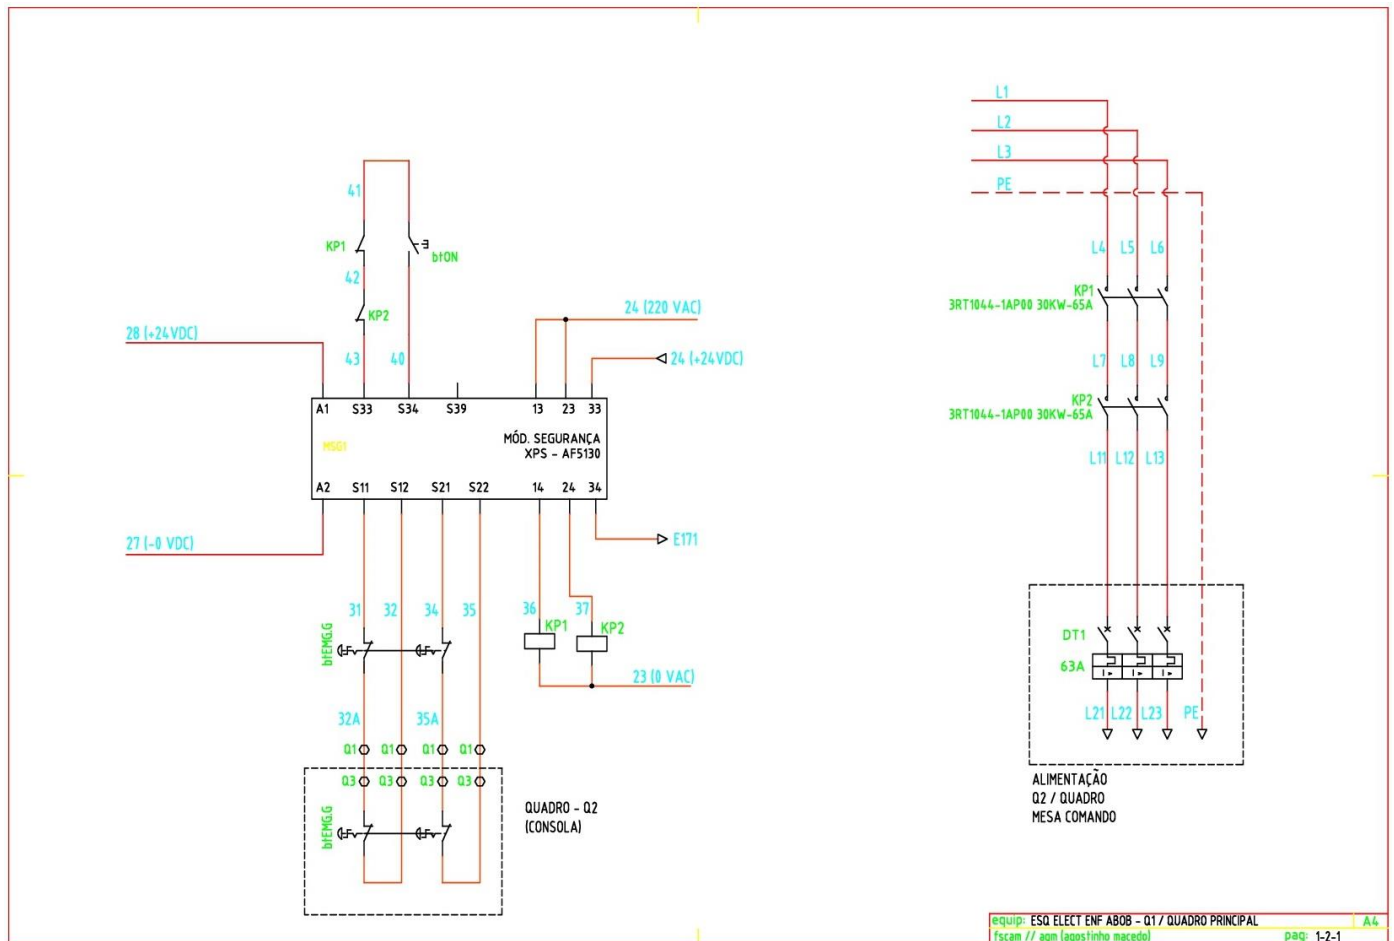 L1
L2
L3
PE
41
KP1
btON
42
KP2
28 (+24VDC)
43
40
24 (220 VAC)
24 (+24VDC)
A1 S33 S34 S39 13 23 33
MSG1
MÓD. SEGURANÇA
XPS - AF5130
A2 S11 S12 S21 S22 14 24 34
27 (-0 VDC)
E171
31 32 34 35
36 37
KP1
KP2
btEMG.G
23 (0 VAC)
32A 35A
Q1 Q1 Q1 Q1
Q3 Q3 Q3 Q3
btEMG.G
QUADRO - Q2
(CONSOLA)
L4 L5 L6
KP1
3RT1044-1AP00 30KW-65A
L7 L8 L9
KP2
3RT1044-1AP00 30KW-65A
L11 L12 L13
DT1
63A
I> I> I>
L21 L22 L23 PE
ALIMENTAÇÃO
Q2 / QUADRO
MESA COMANDO
equip: ESQ ELECT ENF ABOB - Q1 / QUADRO PRINCIPAL A4
fscam // agm (agostinho macedo) pag: 1-2-1